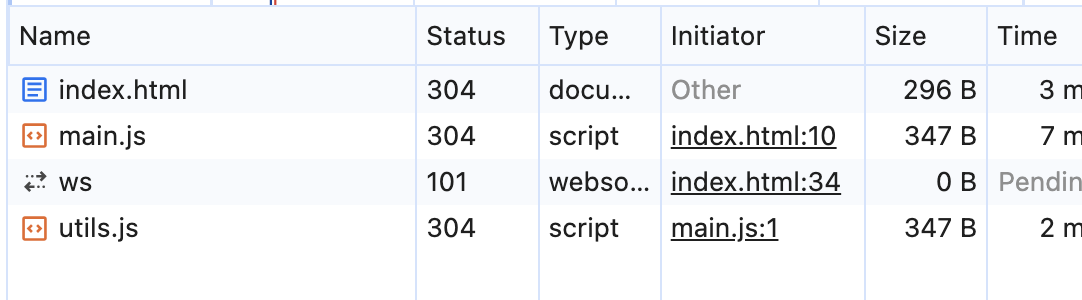 Name Status Type Initiator Size Time
index.html 304 docu... Other 296 B 3 m
main.js 304 script index.html:10 347 B 7 m
ws 101 webso... index.html:34 0 B Pendin
utils.js 304 script main.js:1 347 B 2 m